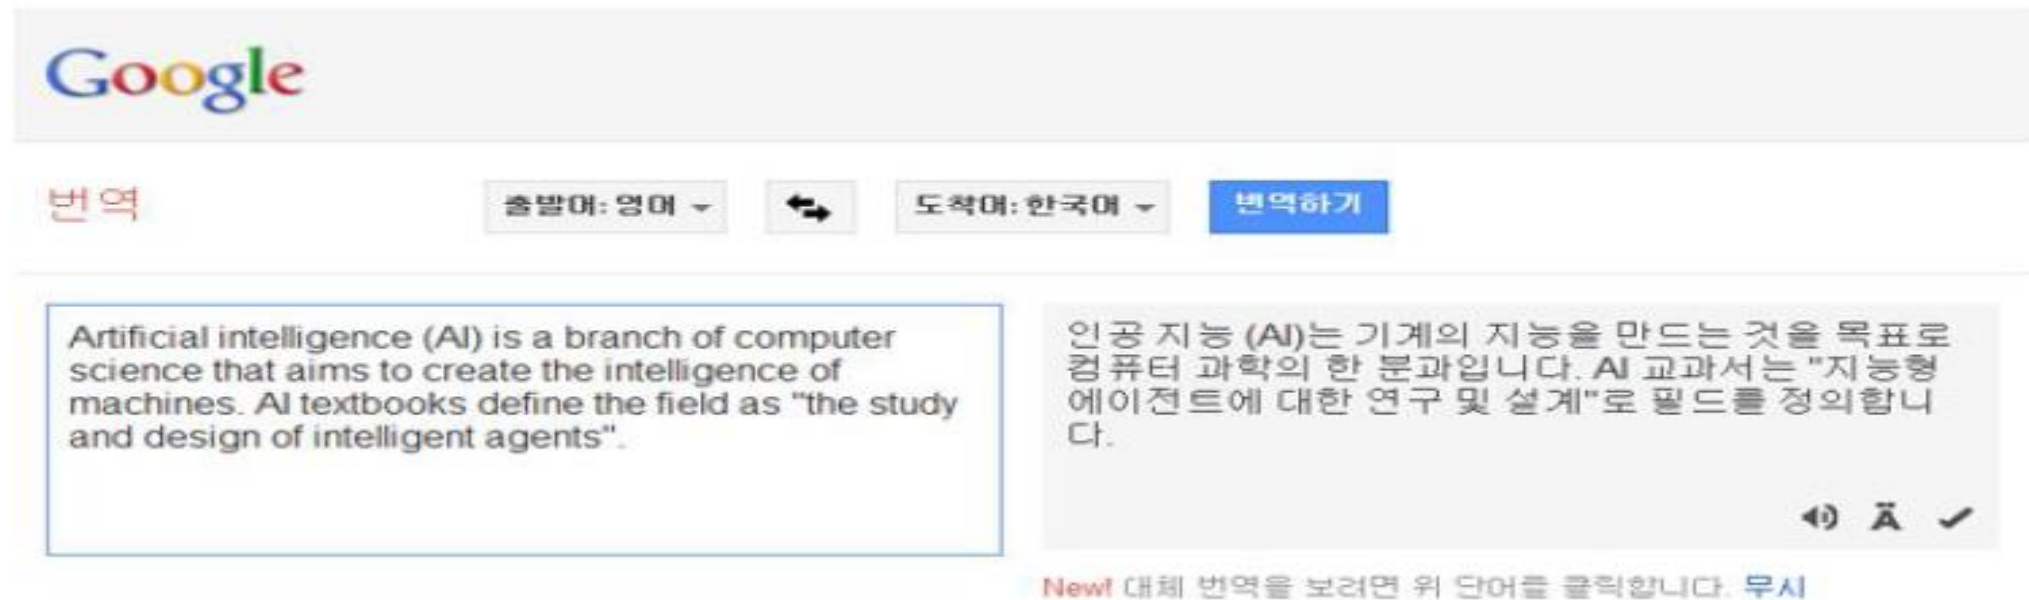 Google
번역 출발어: 영어 도착어: 한국어 번역하기
Artificial intelligence (AI) is a branch of computer
science that aims to create the intelligence of
machines. AI textbooks define the field as "the study
and design of intelligent agents".
인공 지능 (AI)는 기계의 지능을 만드는 것을 목표로
컴퓨터 과학의 한 분과입니다. AI 교과서는 "지능형
에이전트에 대한 연구 및 설계"로 필드를 정의합니
다.
Ä
New! 대체 번역을 보려면 위 단어를 클릭합니다. 무시